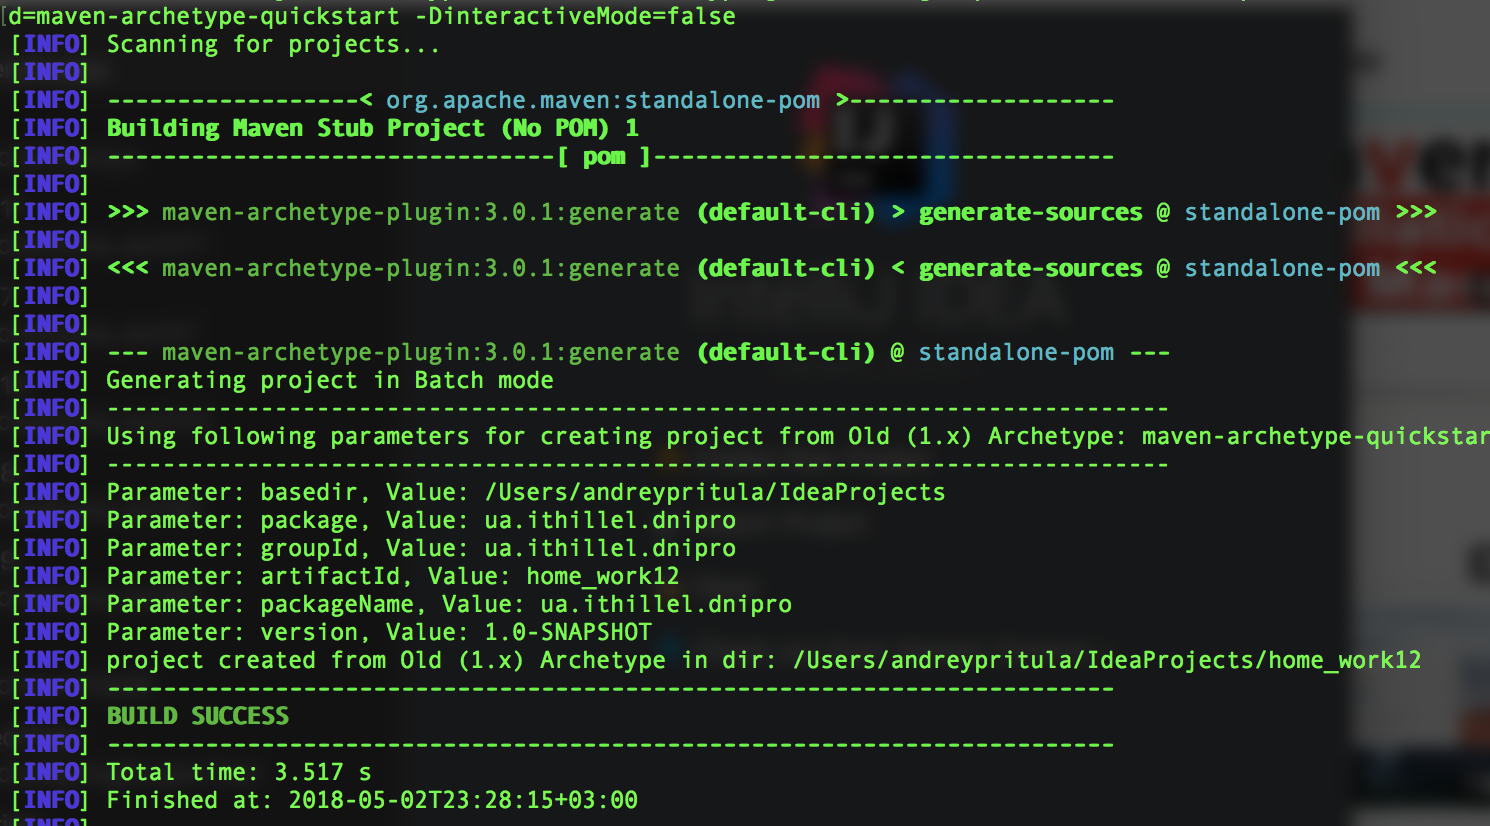 d=maven-archetype-quickstart -DinteractiveMode=false
[INFO] Scanning for projects...
[INFO]
[INFO] ------------------< org.apache.maven:standalone-pom >-------------------
[INFO] Building Maven Stub Project (No POM) 1
[INFO] --------------------------------[ pom ]---------------------------------
[INFO]
[INFO] >>> maven-archetype-plugin:3.0.1:generate (default-cli) > generate-sources @ standalone-pom >>>
[INFO]
[INFO] <<< maven-archetype-plugin:3.0.1:generate (default-cli) < generate-sources @ standalone-pom <<<
[INFO]
[INFO]
[INFO] --- maven-archetype-plugin:3.0.1:generate (default-cli) @ standalone-pom ---
[INFO] Generating project in Batch mode
[INFO] ----------------------------------------------------------------------------
[INFO] Using following parameters for creating project from Old (1.x) Archetype: maven-archetype-quickstar
[INFO] ----------------------------------------------------------------------------
[INFO] Parameter: basedir, Value: /Users/andreypritula/IdeaProjects
[INFO] Parameter: package, Value: ua.ithillel.dnipro
[INFO] Parameter: groupId, Value: ua.ithillel.dnipro
[INFO] Parameter: artifactId, Value: home_work12
[INFO] Parameter: packageName, Value: ua.ithillel.dnipro
[INFO] Parameter: version, Value: 1.0-SNAPSHOT
[INFO] project created from Old (1.x) Archetype in dir: /Users/andreypritula/IdeaProjects/home_work12
[INFO] ------------------------------------------------------------------------
[INFO] BUILD SUCCESS
[INFO] ------------------------------------------------------------------------
[INFO] Total time: 3.517 s
[INFO] Finished at: 2018-05-02T23:28:15+03:00
[INFO]